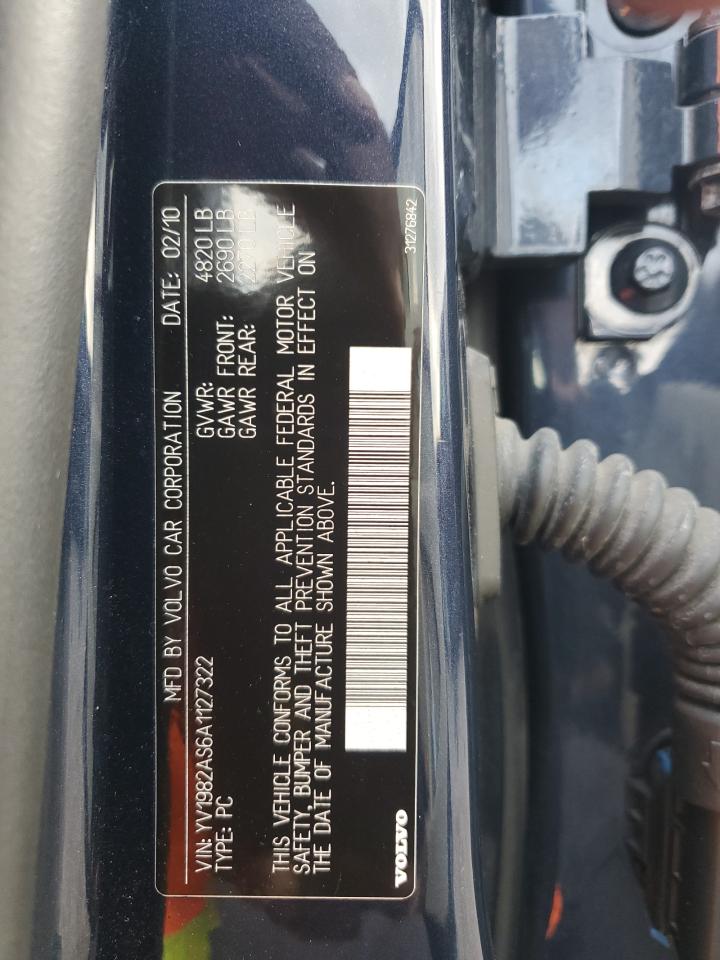 MFD BY VOLVO CAR CORPORATION DATE: 02/10
VIN: YV1982AS6A1127322
TYPE: PC
GVWR: 4820 LB
GAWR FRONT: 2690 LB
GAWR REAR: 2270 LB
THIS VEHICLE CONFORMS TO ALL APPLICABLE FEDERAL MOTOR VEHICLE
SAFETY, BUMPER AND THEFT PREVENTION STANDARDS IN EFFECT ON
THE DATE OF MANUFACTURE SHOWN ABOVE.
VOLVO
31276842